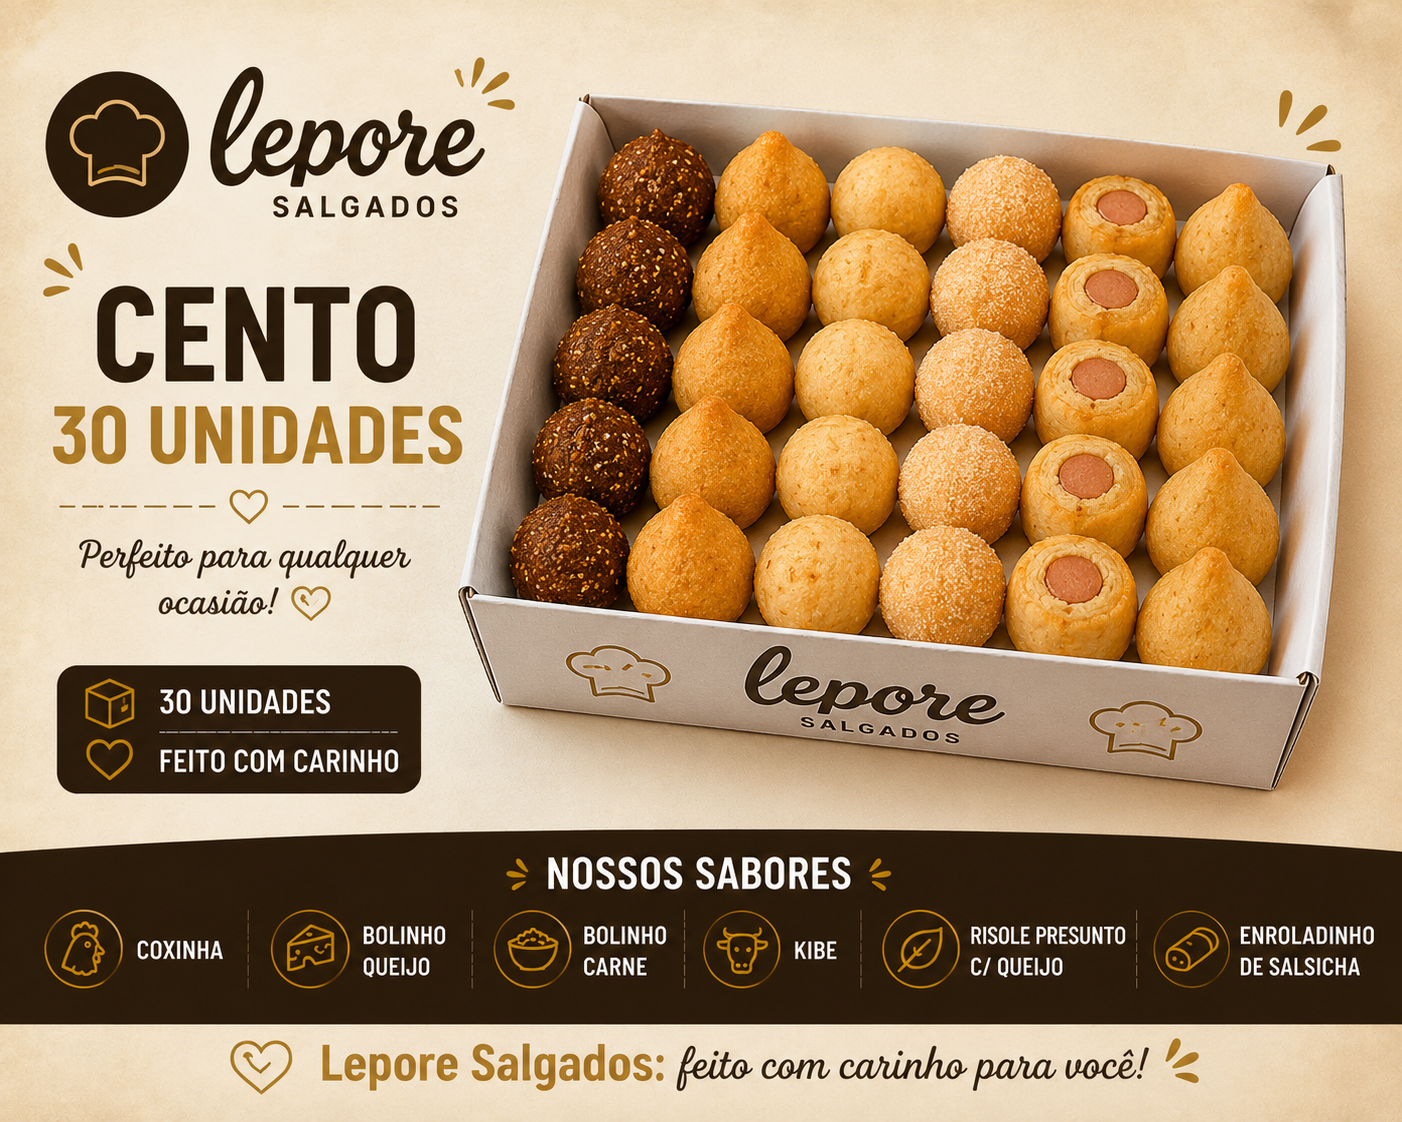 lepore
SALGADOS
CENTO
30 UNIDADES
Perfeito para qualquer
ocasião!
30 UNIDADES
FEITO COM CARINHO
lepore
SALGADOS
NOSSOS SABORES
COXINHA
BOLINHO
QUEIJO
BOLINHO
CARNE
KIBE
RISOLE PRESUNTO
C/ QUEIJO
ENROLADINHO
DE SALSICHA
Lepore Salgados: feito com carinho para você!